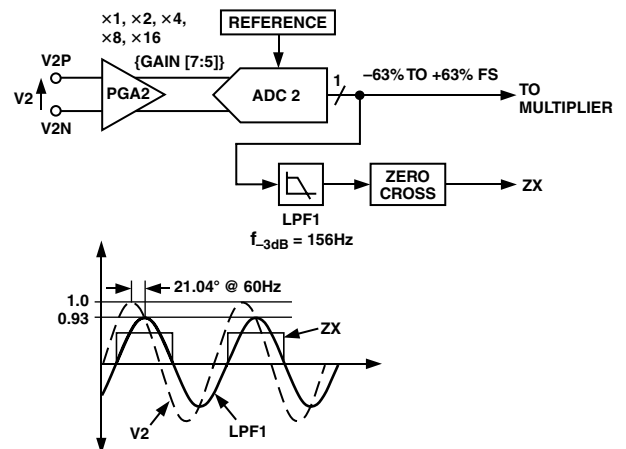 ×1, ×2, ×4,
×8, ×16
REFERENCE
V2P
{GAIN [7:5]}
1
–63% TO +63% FS
V2
PGA2
ADC 2
TO
MULTIPLIER
V2N
ZERO
CROSS
ZX
LPF1
f–3dB = 156Hz
21.04° @ 60Hz
1.0
0.93
ZX
V2
LPF1